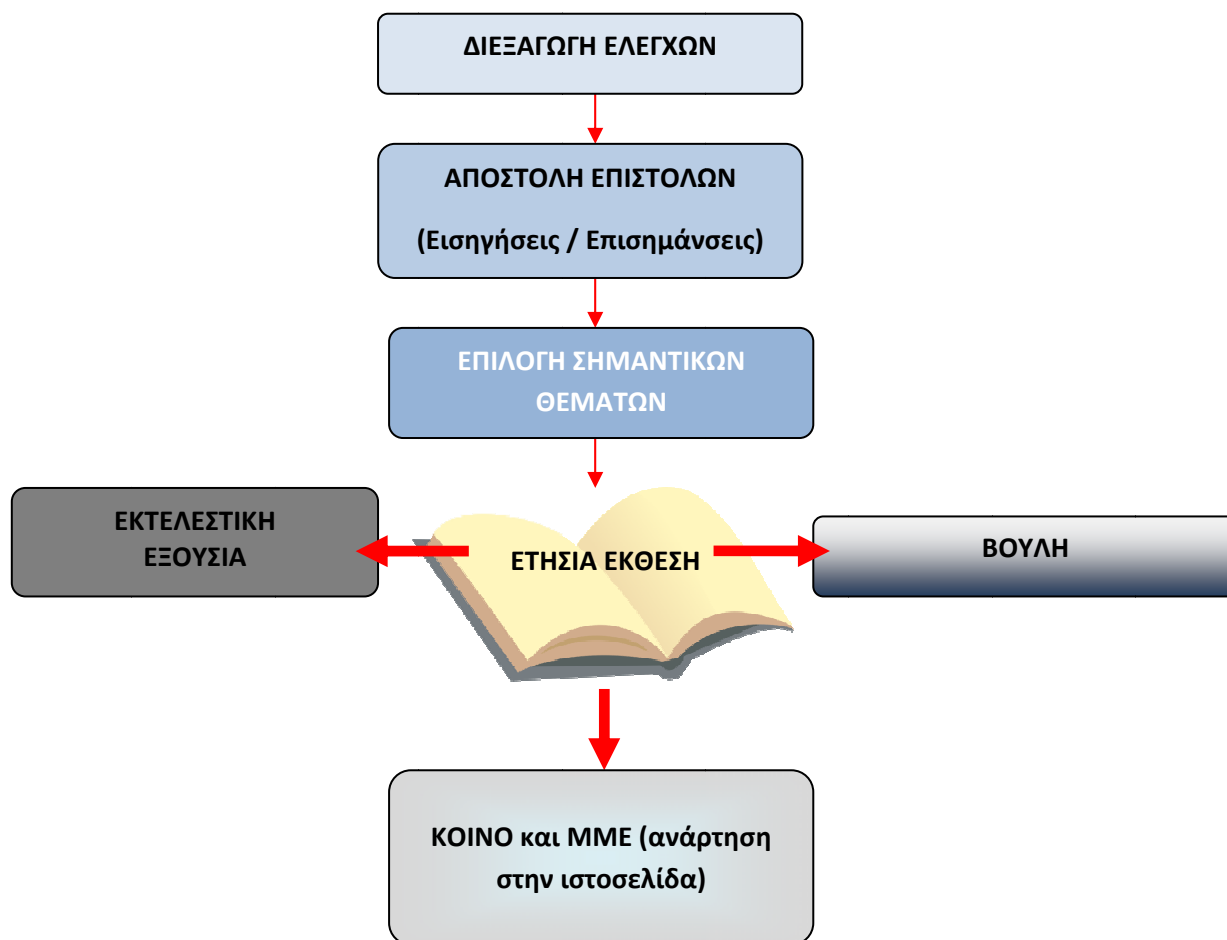 ΔΙΕΞΑΓΩΓΗ ΕΛΕΓΧΩΝ
ΑΠΟΣΤΟΛΗ ΕΠΙΣΤΟΛΩΝ
(Εισηγήσεις / Επισημάνσεις)
ΕΠΙΛΟΓΗ ΣΗΜΑΝΤΙΚΩΝ
ΘΕΜΑΤΩΝ
ΕΚΤΕΛΕΣΤΙΚΗ
ΕΞΟΥΣΙΑ
ΕΤΗΣΙΑ ΕΚΘΕΣΗ
ΒΟΥΛΗ
ΚΟΙΝΟ και ΜΜΕ (ανάρτηση
στην ιστοσελίδα)